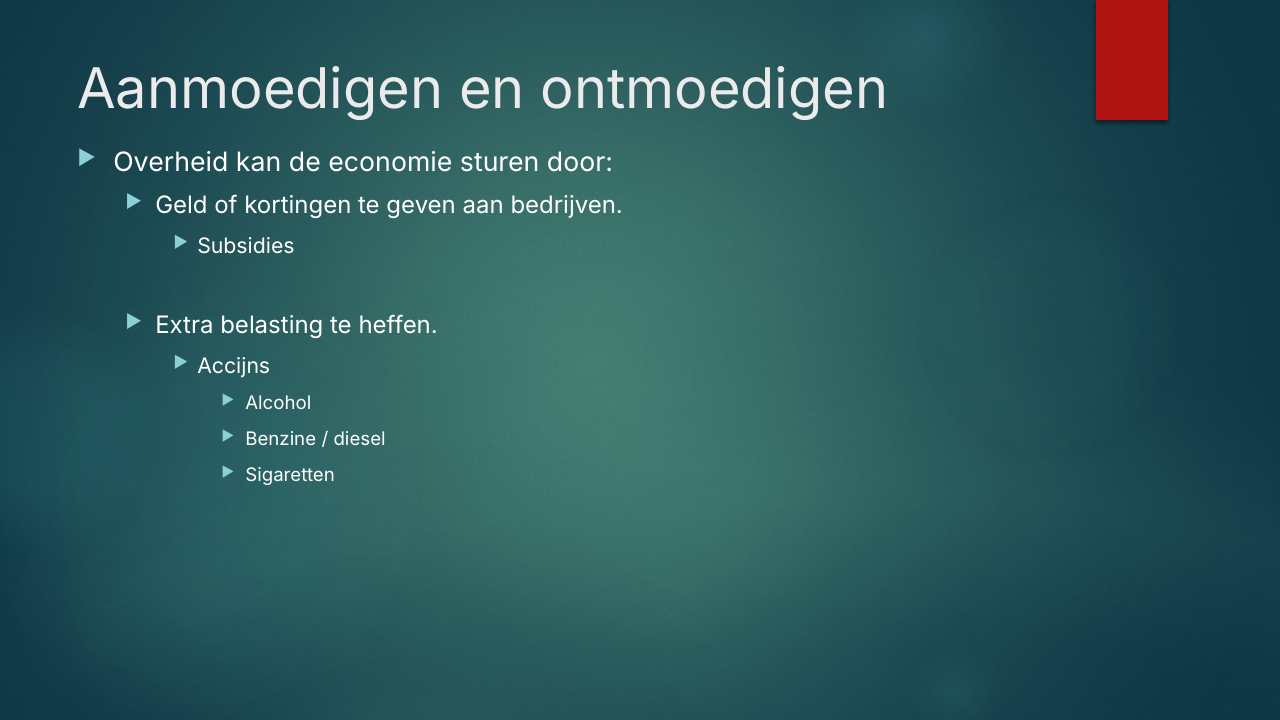 Aanmoedigen en ontmoedigen
Overheid kan de economie sturen door:
Geld of kortingen te geven aan bedrijven.
Subsidies
Extra belasting te heffen.
Accijns
Alcohol
Benzine / diesel
Sigaretten